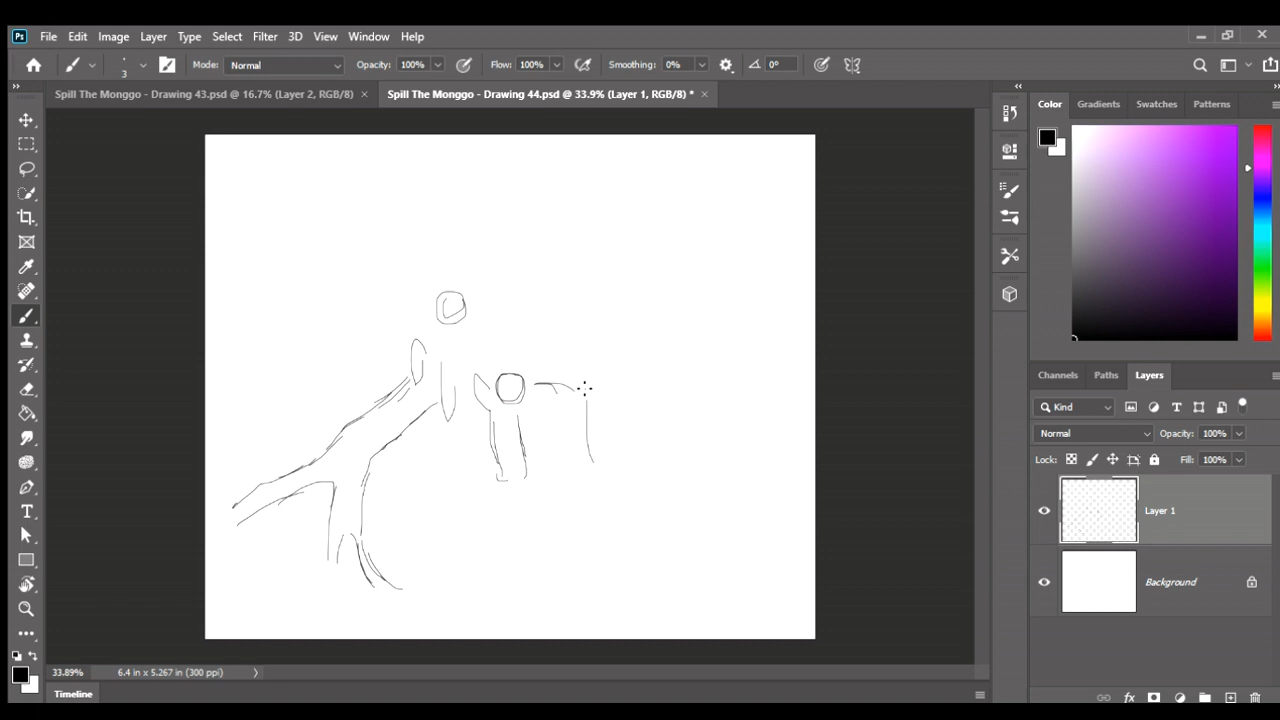 Ps File Edit Image Layer Type Select Filter 3D View Window Help
3 Mode: Normal Opacity: 100% Flow: 100% Smoothing: 0% 0°
Spill The Monggo - Drawing 43.psd @ 16.7% (Layer 2, RGB/8) × Spill The Monggo - Drawing 44.psd @ 33.9% (Layer 1, RGB/8) * ×
Color Gradients Swatches Patterns
Channels Paths Layers
Kind
Normal Opacity: 100%
Lock: Fill: 100%
Layer 1
Background
33.89% 6.4 in x 5.267 in (300 ppi)
Timeline
fx